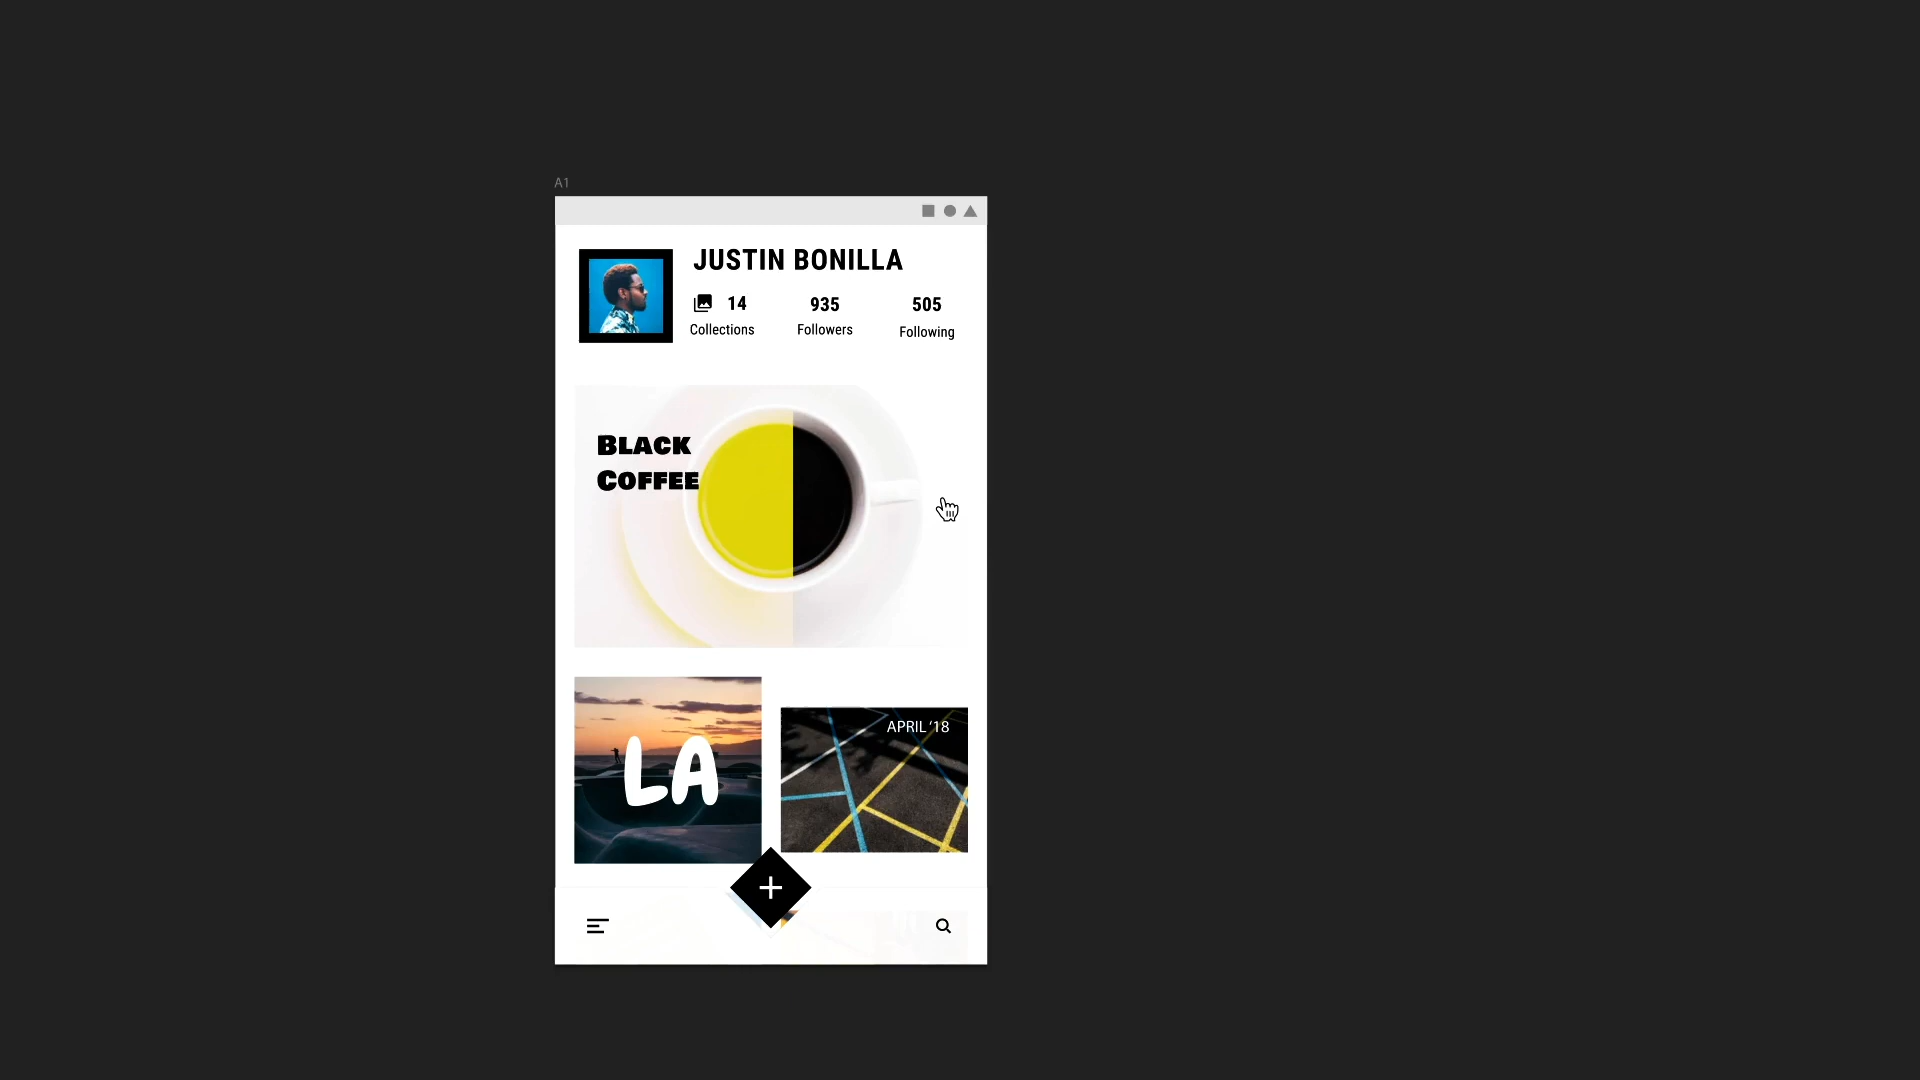 A1
JUSTIN BONILLA
14 935 505
Collections Followers Following
BLACK
COFFEE
LA
APRIL ‘18